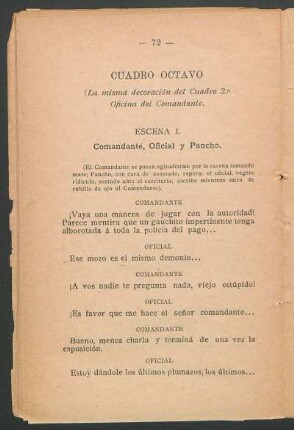 — 72 —
CUADRO OCTAVO
(La misma decoración del Cuadro 3.º
Oficina del Comandante.
ESCENA I.
Comandante, Oficial y Pancho.
(El Comandante se pasea agitadísimo por la escena tomando
mate; Pancho, con cara de asustado, espera; el oficial vegete
ridículo, sentado ante el escritorio, escribe mientras mira de
rabillo de ojo al Comandante).
COMANDANTE
¡Vaya una manera de jugar con la autoridad!
Parece mentira que un gauchito impertinente tenga
alborotada á toda la policía del pago...
OFICIAL
Ese mozo es el mismo demonio...
COMANDANTE
¡A vos nadie te pregunta nada, viejo estúpido!
OFICIAL
¡Es favor que me hace el señor comandante...
COMANDANTE
Bueno, menos charla y terminá de una vez la
exposición.
OFICIAL
Estoy dándole los últimos plumazos, los últimos...